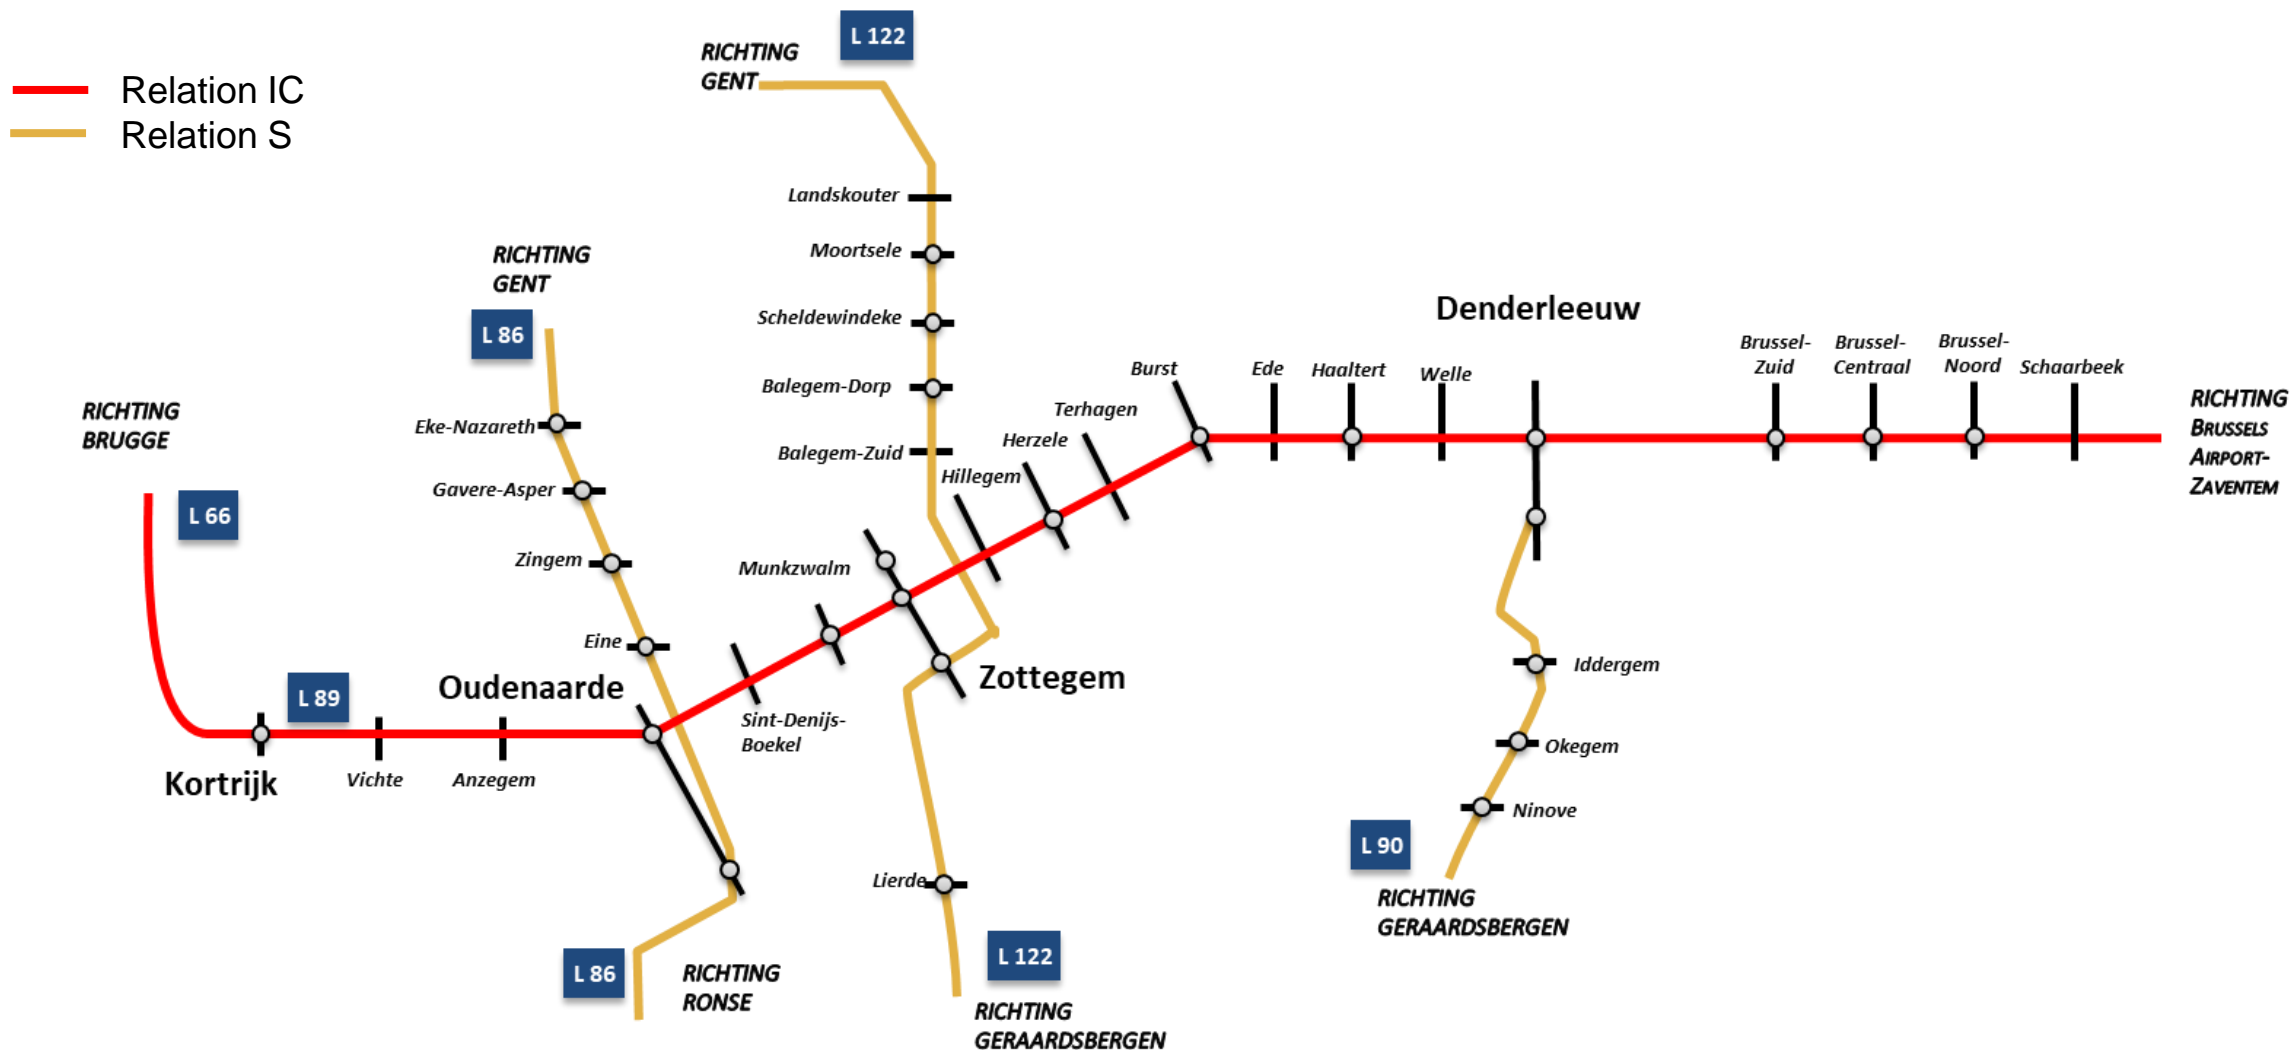 Relation IC
Relation S
RICHTING
GENT
L 122
Landskouter
Moortsele
Scheldewindeke
Balegem-Dorp
Balegem-Zuid
RICHTING
GENT
L 86
Eke-Nazareth
Gavere-Asper
Zingem
Eine
RICHTING
BRUGGE
L 66
L 89
Kortrijk
Vichte
Anzegem
Oudenaarde
Sint-Denijs-
Boekel
Munkzwalm
Zottegem
Hillegem
Herzele
Terhagen
Burst
Ede
Haaltert
Welle
Denderleeuw
Brussel-
Zuid
Brussel-
Centraal
Brussel-
Noord
Schaarbeek
RICHTING
BRUSSELS
AIRPORT-
ZAVENTEM
Iddergem
Okegem
Ninove
L 90
RICHTING
GERAARDSBERGEN
Lierde
L 122
RICHTING
GERAARDSBERGEN
L 86
RICHTING
RONSE